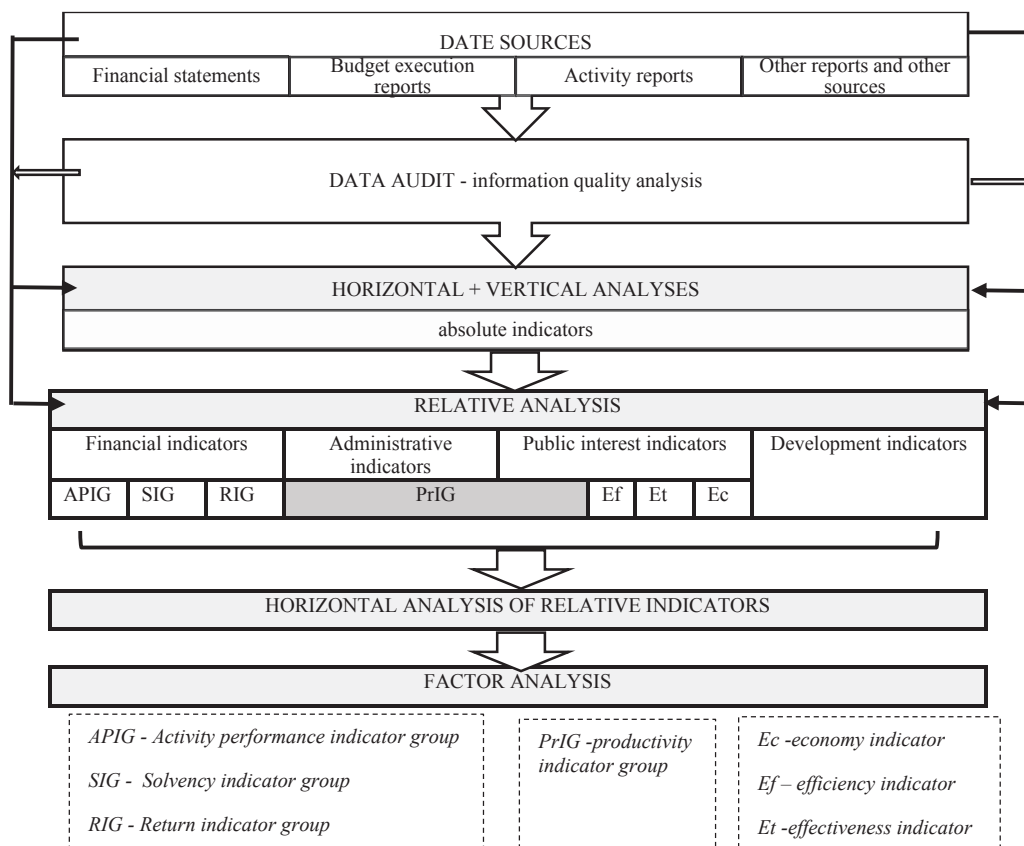 DATE SOURCES
Financial statements
Budget execution
reports
Activity reports
Other reports and other
sources
DATA AUDIT - information quality analysis
HORIZONTAL + VERTICAL ANALYSES
absolute indicators
RELATIVE ANALYSIS
Financial indicators
Administrative
indicators
Public interest indicators
Development indicators
APIG
SIG
RIG
PrIG
Ef
Et
Ec
HORIZONTAL ANALYSIS OF RELATIVE INDICATORS
FACTOR ANALYSIS
APIG - Activity performance indicator group
SIG - Solvency indicator group
RIG - Return indicator group
PrIG -productivity
indicator group
Ec -economy indicator
Ef – efficiency indicator
Et -effectiveness indicator